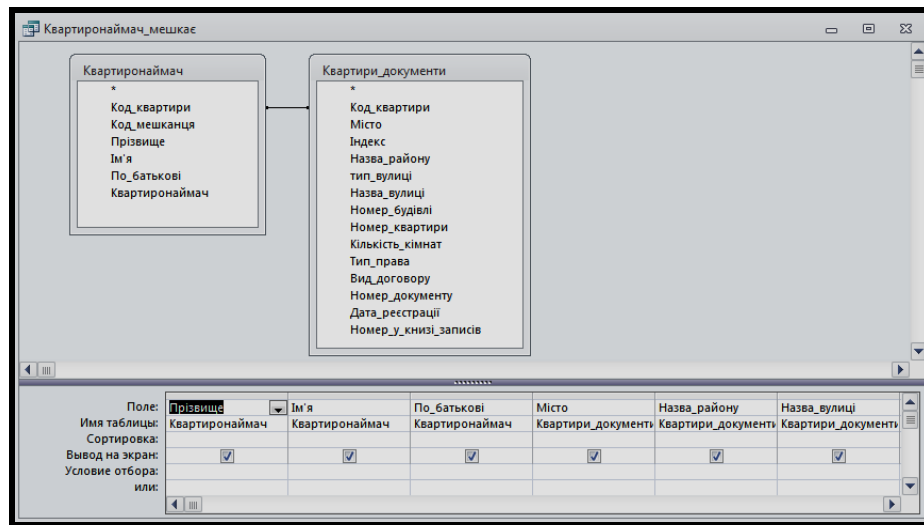 Квартиронаймач_мешкає
Квартиронаймач
*
Код_квартири
Код_мешканця
Прізвище
Ім'я
По_батькові
Квартиронаймач
Квартири_документи
*
Код_квартири
Місто
Індекс
Назва_району
тип_вулиці
Назва_вулиці
Номер_будівлі
Номер_квартири
Кількість_кімнат
Тип_права
Вид_договору
Номер_документу
Дата_реєстрації
Номер_у_книзі_записів
Поле: Прізвище Ім'я По_батькові Місто Назва_району Назва_вулиці
Имя таблицы: Квартиронаймач Квартиронаймач Квартиронаймач Квартири_документи Квартири_документи Квартири_документи
Сортировка:
Вывод на экран:
Условие отбора:
или: